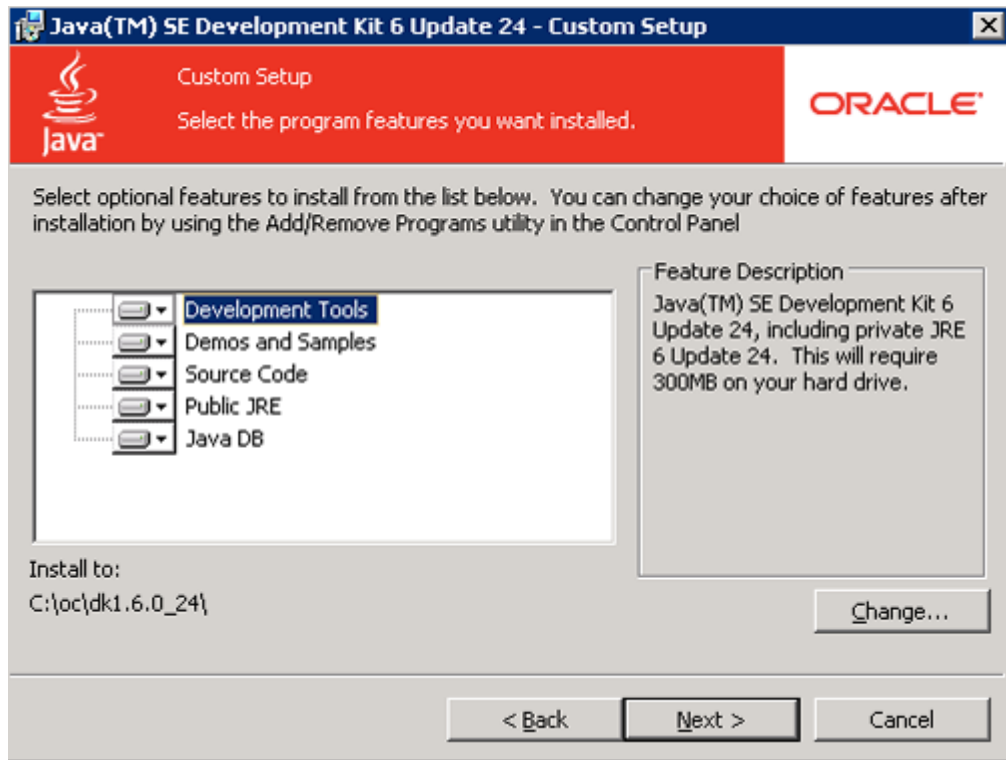 Java(TM) SE Development Kit 6 Update 24 - Custom Setup
Custom Setup
Select the program features you want installed.
Java™
ORACLE®
Select optional features to install from the list below.  You can change your choice of features after
installation by using the Add/Remove Programs utility in the Control Panel
Development Tools
Demos and Samples
Source Code
Public JRE
Java DB
Feature Description
Java(TM) SE Development Kit 6
Update 24, including private JRE
6 Update 24.  This will require
300MB on your hard drive.
Install to:
C:\oc\dk1.6.0_24\
Change...
< Back
Next >
Cancel